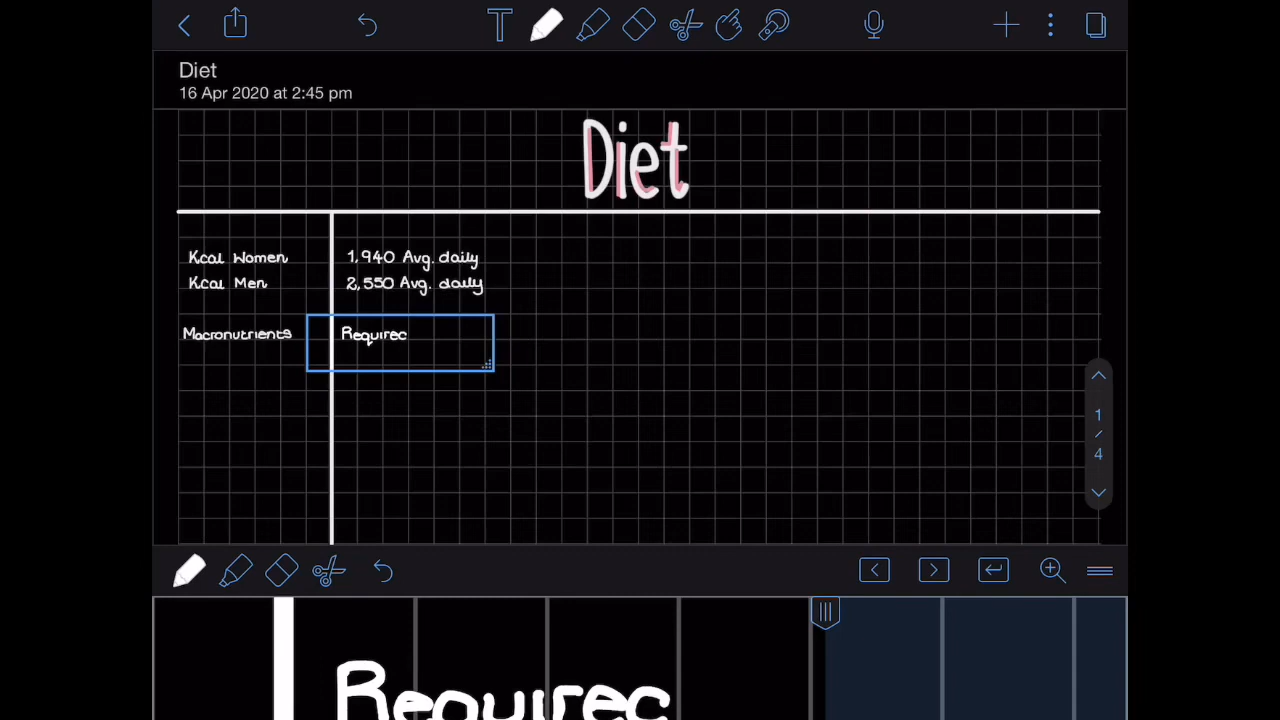 Diet
16 Apr 2020 at 2:45 pm
Diet
Kcal Women 1,940 Avg. daily
Kcal Men 2,550 Avg. daily
Macronutrients Requirec
1
/
4
Requirec